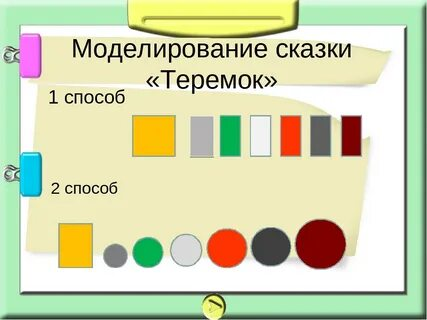 Моделирование сказки
«Теремок»
1 способ
2 способ